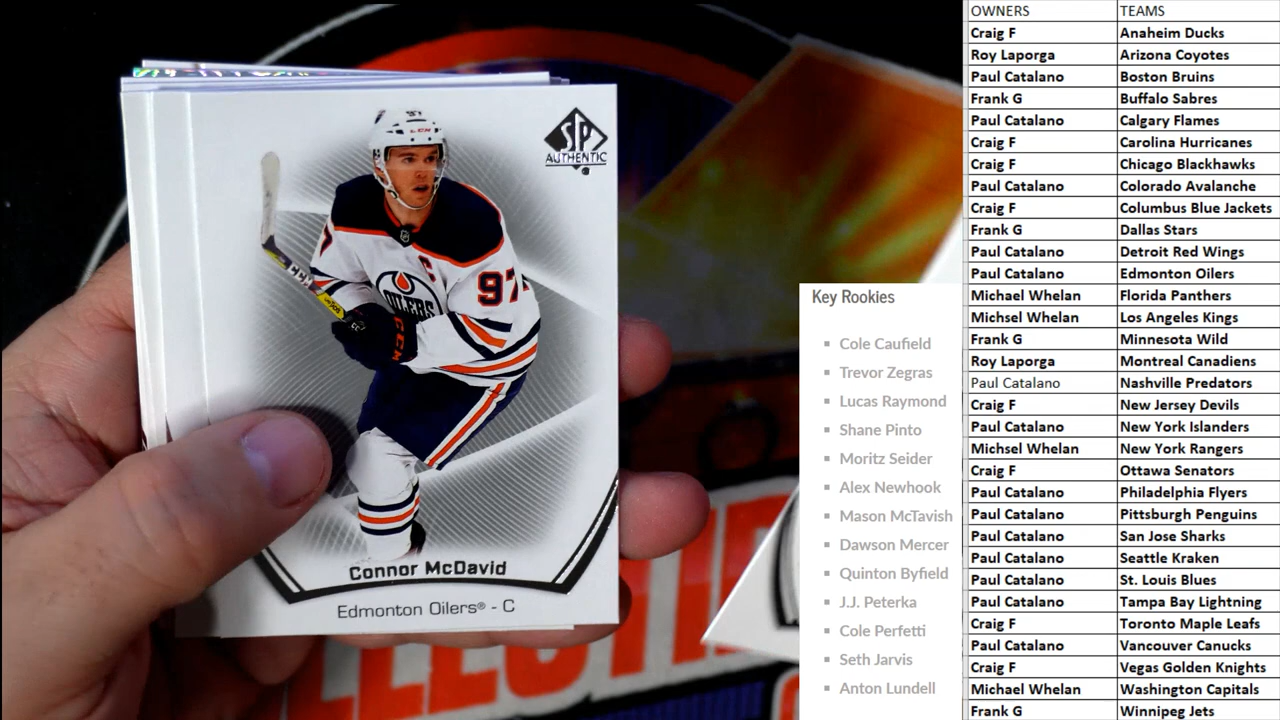 97
LCM
SP
AUTHENTIC
C
97
OILERS
CCM
Connor McDavid
Edmonton Oilers® - C
Key Rookies
Cole Caufield
Trevor Zegras
Lucas Raymond
Shane Pinto
Moritz Seider
Alex Newhook
Mason McTavish
Dawson Mercer
Quinton Byfield
J.J. Peterka
Cole Perfetti
Seth Jarvis
Anton Lundell
OWNERS TEAMS
Craig F Anaheim Ducks
Roy Laporga Arizona Coyotes
Paul Catalano Boston Bruins
Frank G Buffalo Sabres
Paul Catalano Calgary Flames
Craig F Carolina Hurricanes
Craig F Chicago Blackhawks
Paul Catalano Colorado Avalanche
Craig F Columbus Blue Jackets
Frank G Dallas Stars
Paul Catalano Detroit Red Wings
Paul Catalano Edmonton Oilers
Michael Whelan Florida Panthers
Michsel Whelan Los Angeles Kings
Frank G Minnesota Wild
Roy Laporga Montreal Canadiens
Paul Catalano Nashville Predators
Craig F New Jersey Devils
Paul Catalano New York Islanders
Michsel Whelan New York Rangers
Craig F Ottawa Senators
Paul Catalano Philadelphia Flyers
Paul Catalano Pittsburgh Penguins
Paul Catalano San Jose Sharks
Paul Catalano Seattle Kraken
Paul Catalano St. Louis Blues
Paul Catalano Tampa Bay Lightning
Craig F Toronto Maple Leafs
Paul Catalano Vancouver Canucks
Craig F Vegas Golden Knights
Michael Whelan Washington Capitals
Frank G Winnipeg Jets